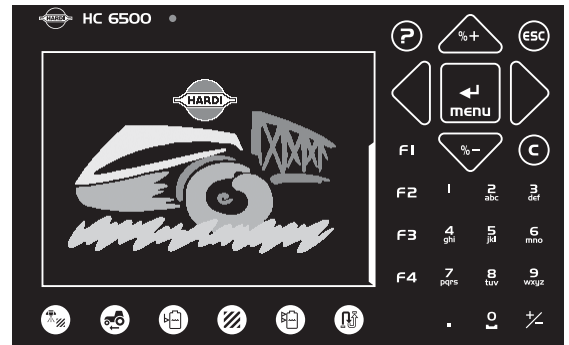 HARDI HC 6500
? %+ ESC
HARDI
menu
F1 %- C
F2 1 2 abc 3 def
F3 4 ghi 5 jkl 6 mno
F4 7 pqrs 8 tuv 9 wxyz
. 0 +/-